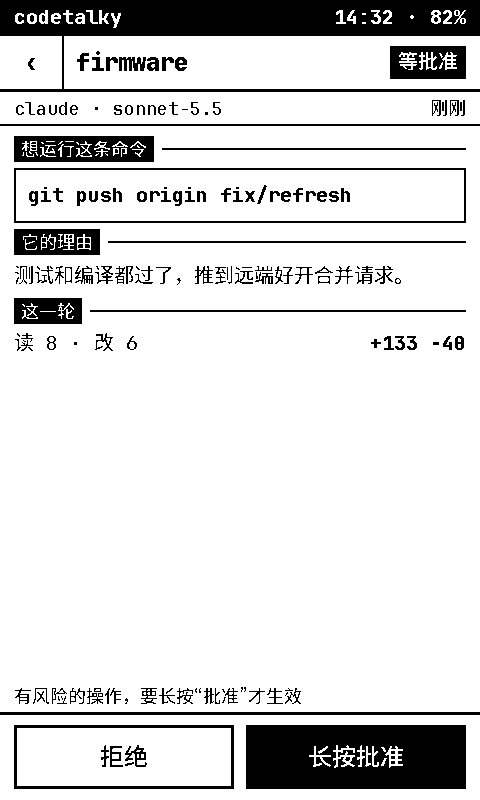 codetalky 14:32 · 82%
‹ firmware 等批准
claude · sonnet-5.5 刚刚
想运行这条命令
git push origin fix/refresh
它的理由
测试和编译都过了，推到远端好开合并请求。
这一轮
读 8 · 改 6 +133 -40
有风险的操作，要长按“批准”才生效
拒绝 长按批准